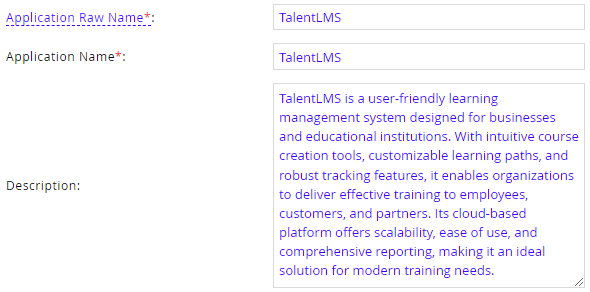 Application Raw Name*: TalentLMS
Application Name*: TalentLMS
Description:
TalentLMS is a user-friendly learning
management system designed for businesses
and educational institutions. With intuitive course
creation tools, customizable learning paths, and
robust tracking features, it enables organizations
to deliver effective training to employees,
customers, and partners. Its cloud-based
platform offers scalability, ease of use, and
comprehensive reporting, making it an ideal
solution for modern training needs.